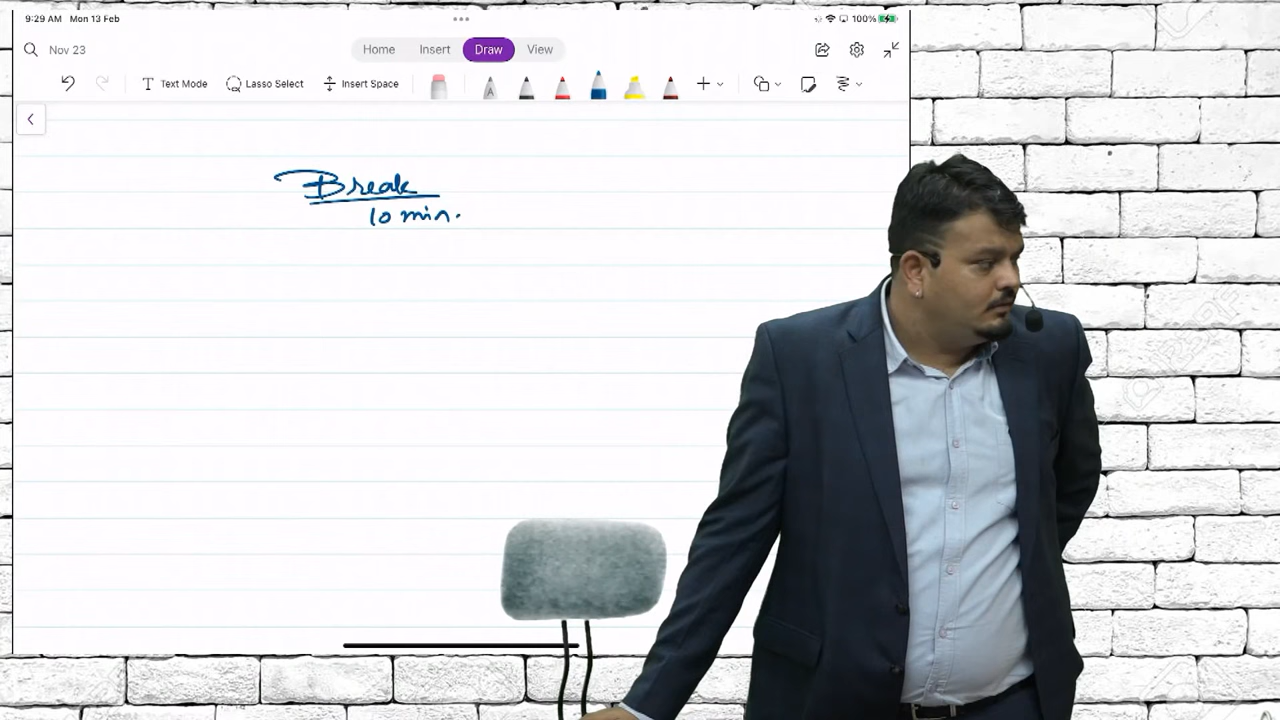 9:29 AM Mon 13 Feb
100%
Nov 23
Home Insert Draw View
Text Mode Lasso Select Insert Space
A
Break
10 min.